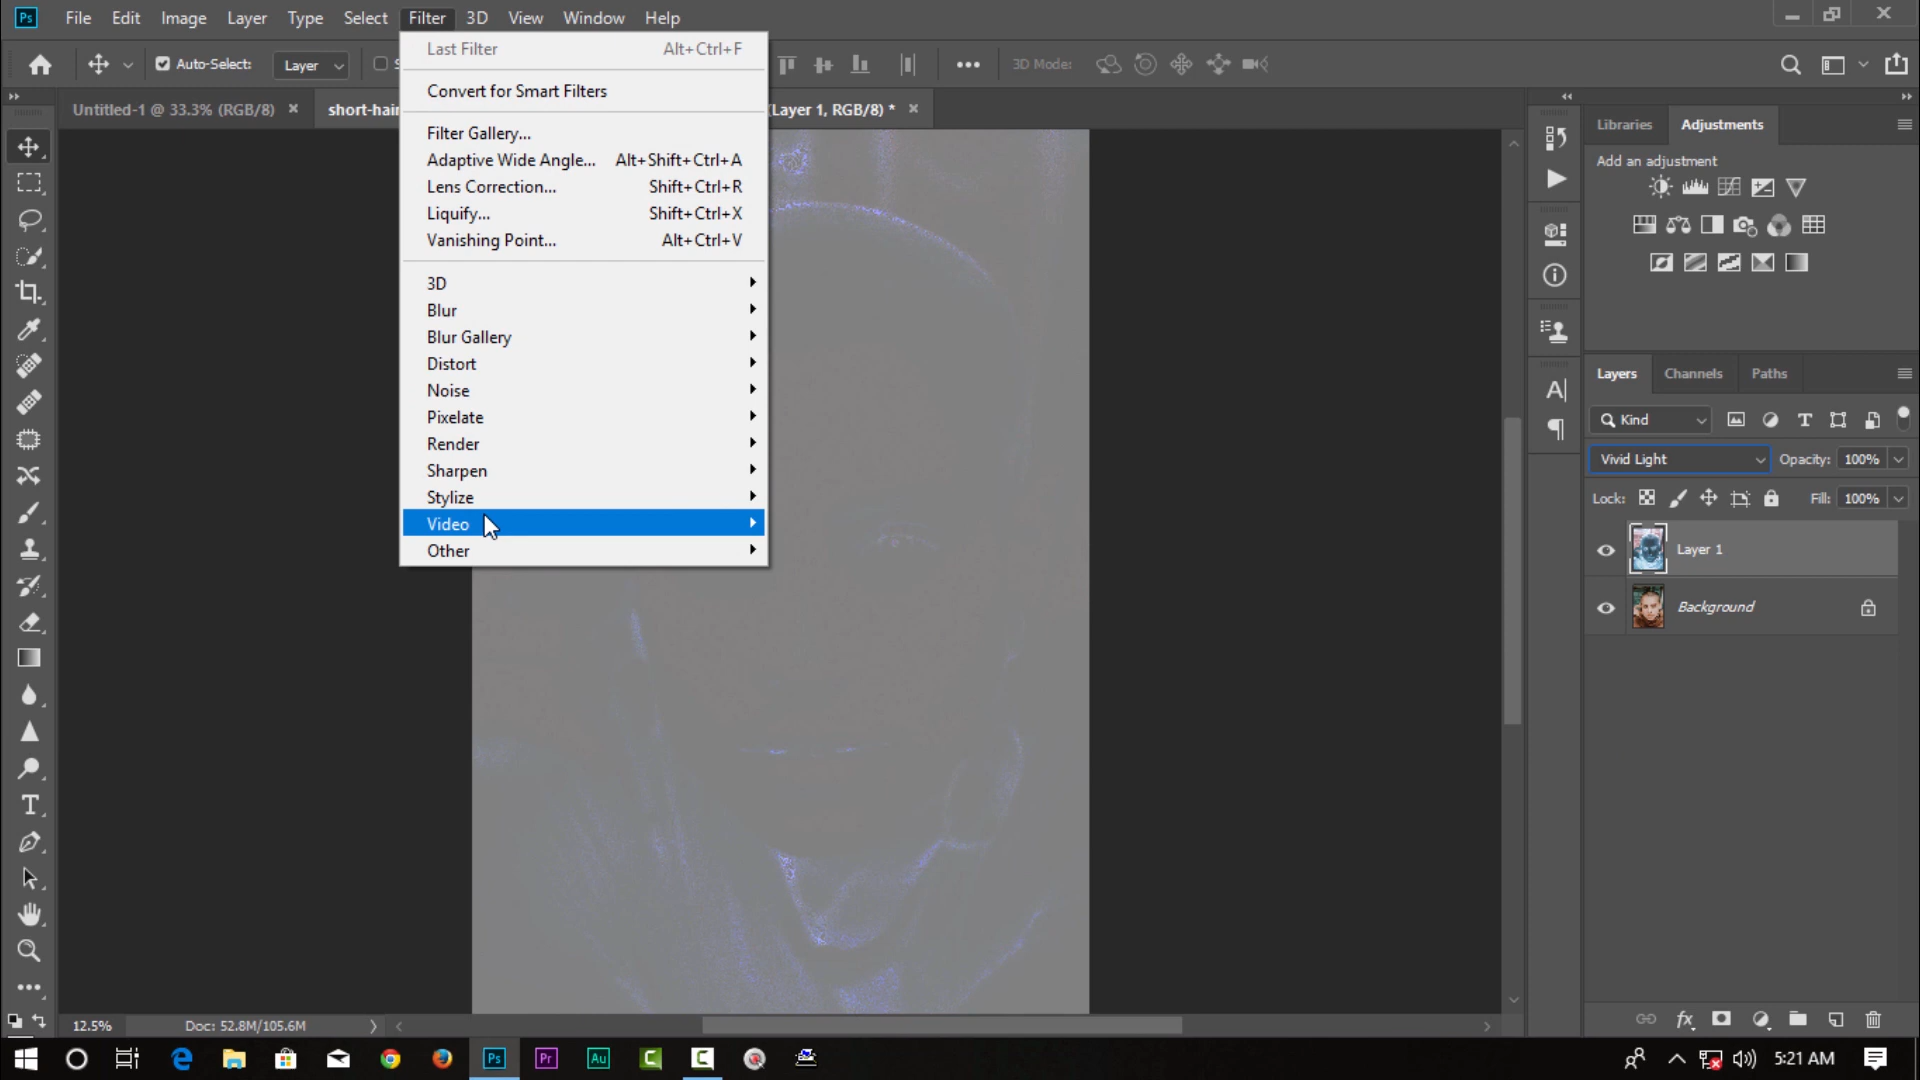 Ps File Edit Image Layer Type Select Filter 3D View Window Help
Auto-Select: Layer 3D Mode:
Untitled-1 @ 33.3% (RGB/8) × short-hair (Layer 1, RGB/8) * ×
Last Filter Alt+Ctrl+F
Convert for Smart Filters
Filter Gallery...
Adaptive Wide Angle... Alt+Shift+Ctrl+A
Lens Correction... Shift+Ctrl+R
Liquify... Shift+Ctrl+X
Vanishing Point... Alt+Ctrl+V
3D
Blur
Blur Gallery
Distort
Noise
Pixelate
Render
Sharpen
Stylize
Video
Other
Libraries Adjustments
Add an adjustment
Layers Channels Paths
Kind
Vivid Light Opacity: 100%
Lock: Fill: 100%
Layer 1
Background
12.5% Doc: 52.8M/105.6M
Ps Pr Au 5:21 AM